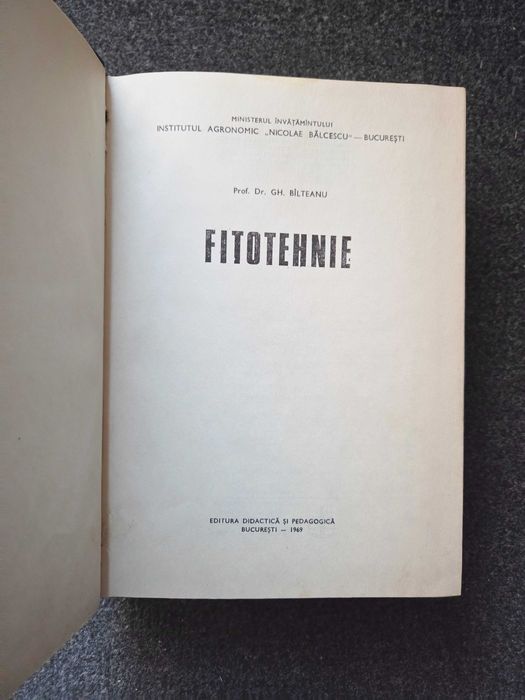 MINISTERUL ÎNVĂȚĂMÎNTULUI
INSTITUTUL AGRONOMIC „NICOLAE BĂLCESCU" — BUCUREȘTI
Prof. Dr. GH. BÎLTEANU
FITOTEHNIE
EDITURA DIDACTICĂ ȘI PEDAGOGICĂ
BUCUREȘTI — 1969